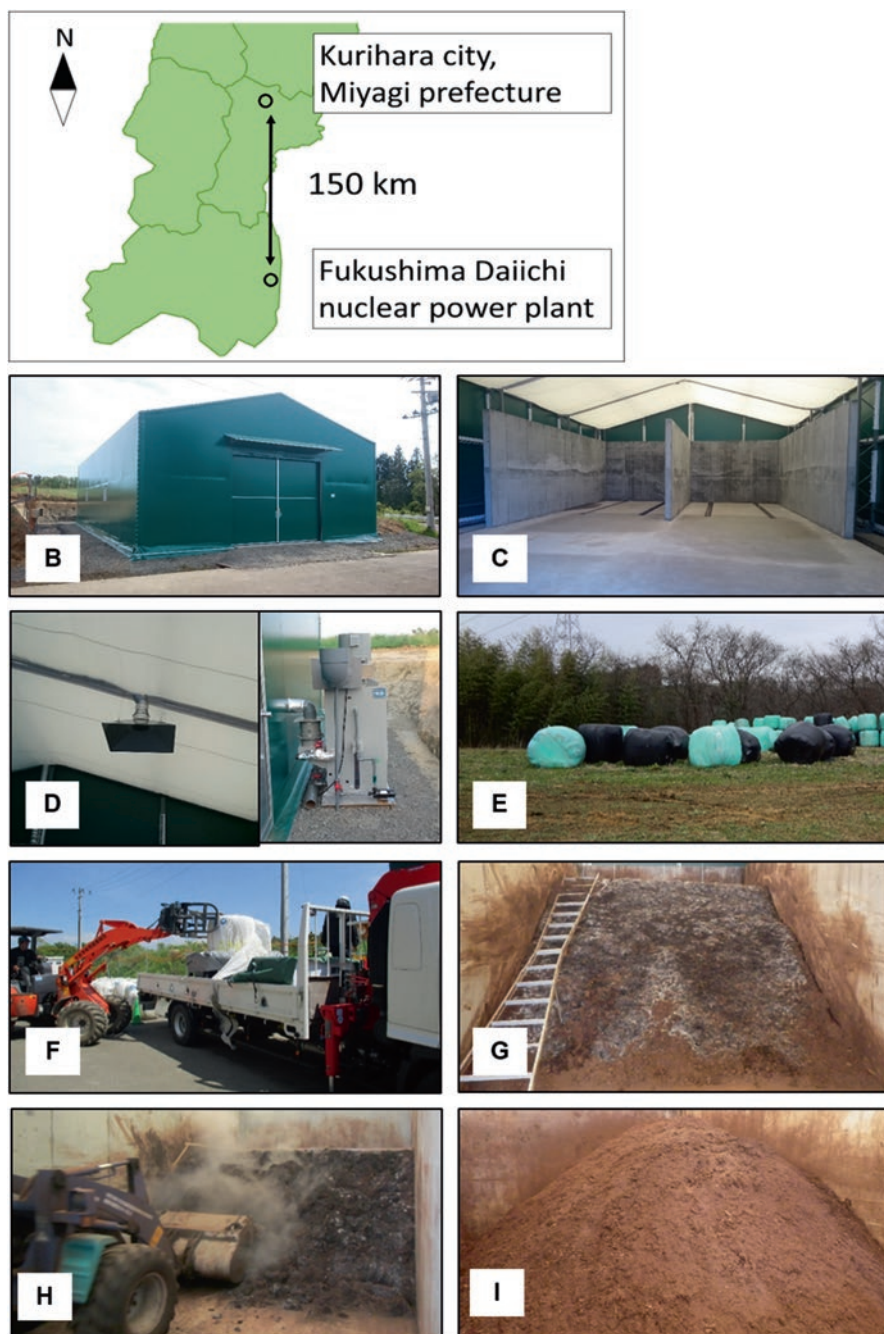 N
Kurihara city,
Miyagi prefecture
150 km
Fukushima Daiichi
nuclear power plant
B
C
D
E
F
G
H
I